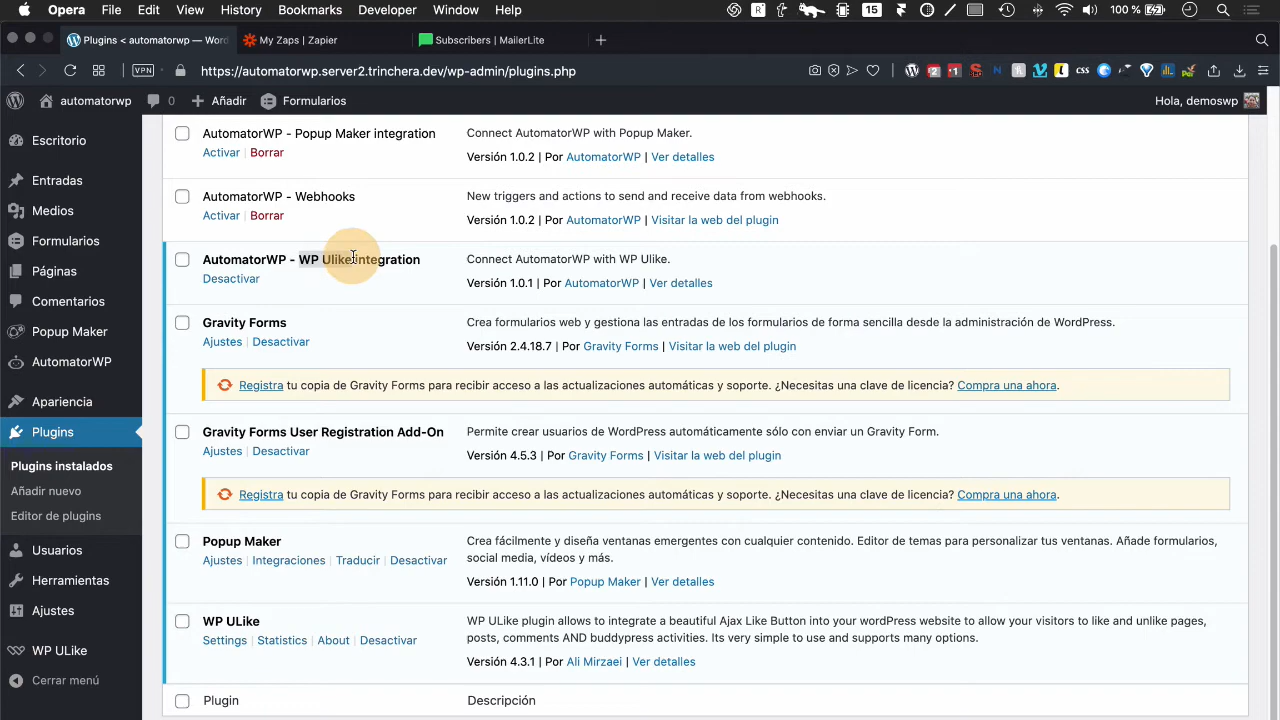 Opera File Edit View History Bookmarks Developer Window Help 15 100 %
Plugins < automatorwp — Word My Zaps | Zapier Subscribers | MailerLite
VPN https://automatorwp.server2.trinchera.dev/wp-admin/plugins.php
automatorwp 0 Añadir Formularios Hola, demoswp
Escritorio
Entradas
Medios
Formularios
Páginas
Comentarios
Popup Maker
AutomatorWP
Apariencia
Plugins
Plugins instalados
Añadir nuevo
Editor de plugins
Usuarios
Herramientas
Ajustes
WP ULike
Cerrar menú
AutomatorWP - Popup Maker integration
Activar | Borrar
Connect AutomatorWP with Popup Maker.
Versión 1.0.2 | Por AutomatorWP | Ver detalles
AutomatorWP - Webhooks
Activar | Borrar
New triggers and actions to send and receive data from webhooks.
Versión 1.0.2 | Por AutomatorWP | Visitar la web del plugin
AutomatorWP - WP Ulike integration
Desactivar
Connect AutomatorWP with WP Ulike.
Versión 1.0.1 | Por AutomatorWP | Ver detalles
Gravity Forms
Ajustes | Desactivar
Crea formularios web y gestiona las entradas de los formularios de forma sencilla desde la administración de WordPress.
Versión 2.4.18.7 | Por Gravity Forms | Visitar la web del plugin
Registra tu copia de Gravity Forms para recibir acceso a las actualizaciones automáticas y soporte. ¿Necesitas una clave de licencia? Compra una ahora.
Gravity Forms User Registration Add-On
Ajustes | Desactivar
Permite crear usuarios de WordPress automáticamente sólo con enviar un Gravity Form.
Versión 4.5.3 | Por Gravity Forms | Visitar la web del plugin
Registra tu copia de Gravity Forms para recibir acceso a las actualizaciones automáticas y soporte. ¿Necesitas una clave de licencia? Compra una ahora.
Popup Maker
Ajustes | Integraciones | Traducir | Desactivar
Crea fácilmente y diseña ventanas emergentes con cualquier contenido. Editor de temas para personalizar tus ventanas. Añade formularios,
social media, vídeos y más.
Versión 1.11.0 | Por Popup Maker | Ver detalles
WP ULike
Settings | Statistics | About | Desactivar
WP ULike plugin allows to integrate a beautiful Ajax Like Button into your wordPress website to allow your visitors to like and unlike pages,
posts, comments AND buddypress activities. Its very simple to use and supports many options.
Versión 4.3.1 | Por Ali Mirzaei | Ver detalles
Plugin Descripción